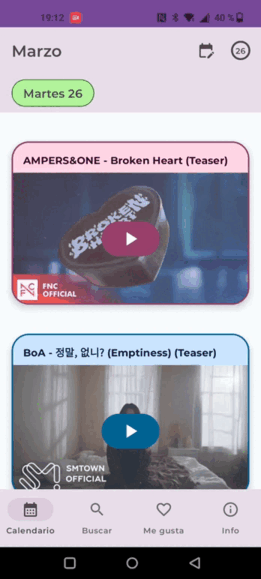 19:12
40 %
Marzo
26
Martes 26
AMPERS&ONE - Broken Heart (Teaser)
BROKEN
HEART
FNC
OFFICIAL
BoA - 정말, 없니? (Emptiness) (Teaser)
SMTOWN
OFFICIAL
Calendario
Buscar
Me gusta
Info